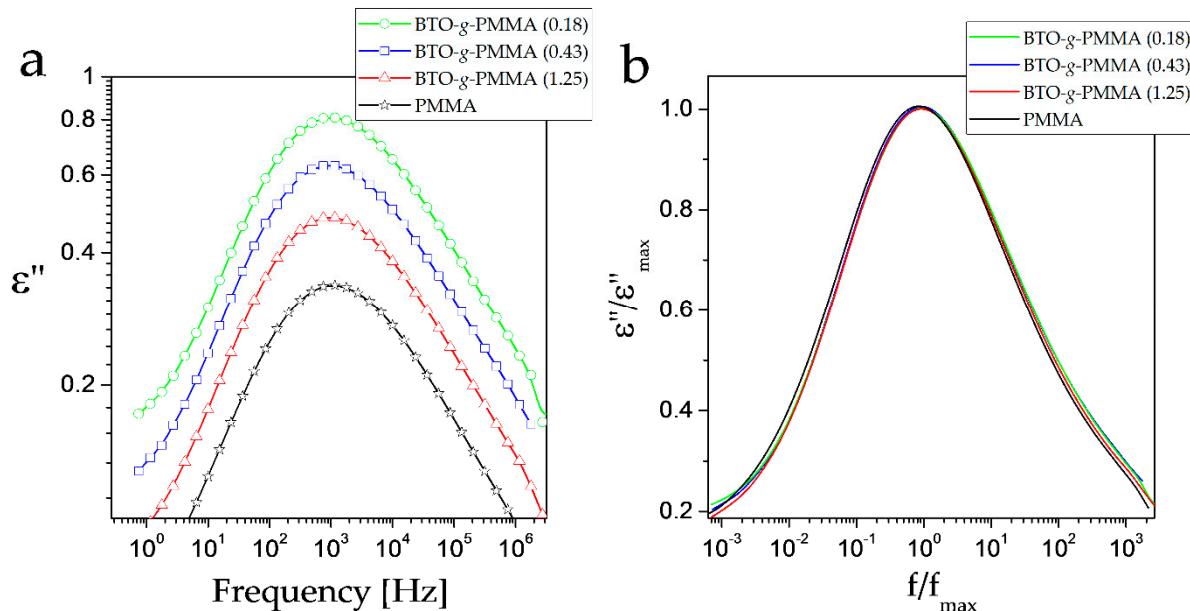 a
BTO-g-PMMA (0.18)
BTO-g-PMMA (0.43)
BTO-g-PMMA (1.25)
PMMA
1
0.8
0.6
0.4
0.2
ε''
10⁰ 10¹ 10² 10³ 10⁴ 10⁵ 10⁶
Frequency [Hz]
b
BTO-g-PMMA (0.18)
BTO-g-PMMA (0.43)
BTO-g-PMMA (1.25)
PMMA
1.0
0.8
0.6
0.4
0.2
ε''/ε''max
10⁻³ 10⁻² 10⁻¹ 10⁰ 10¹ 10² 10³
f/fmax